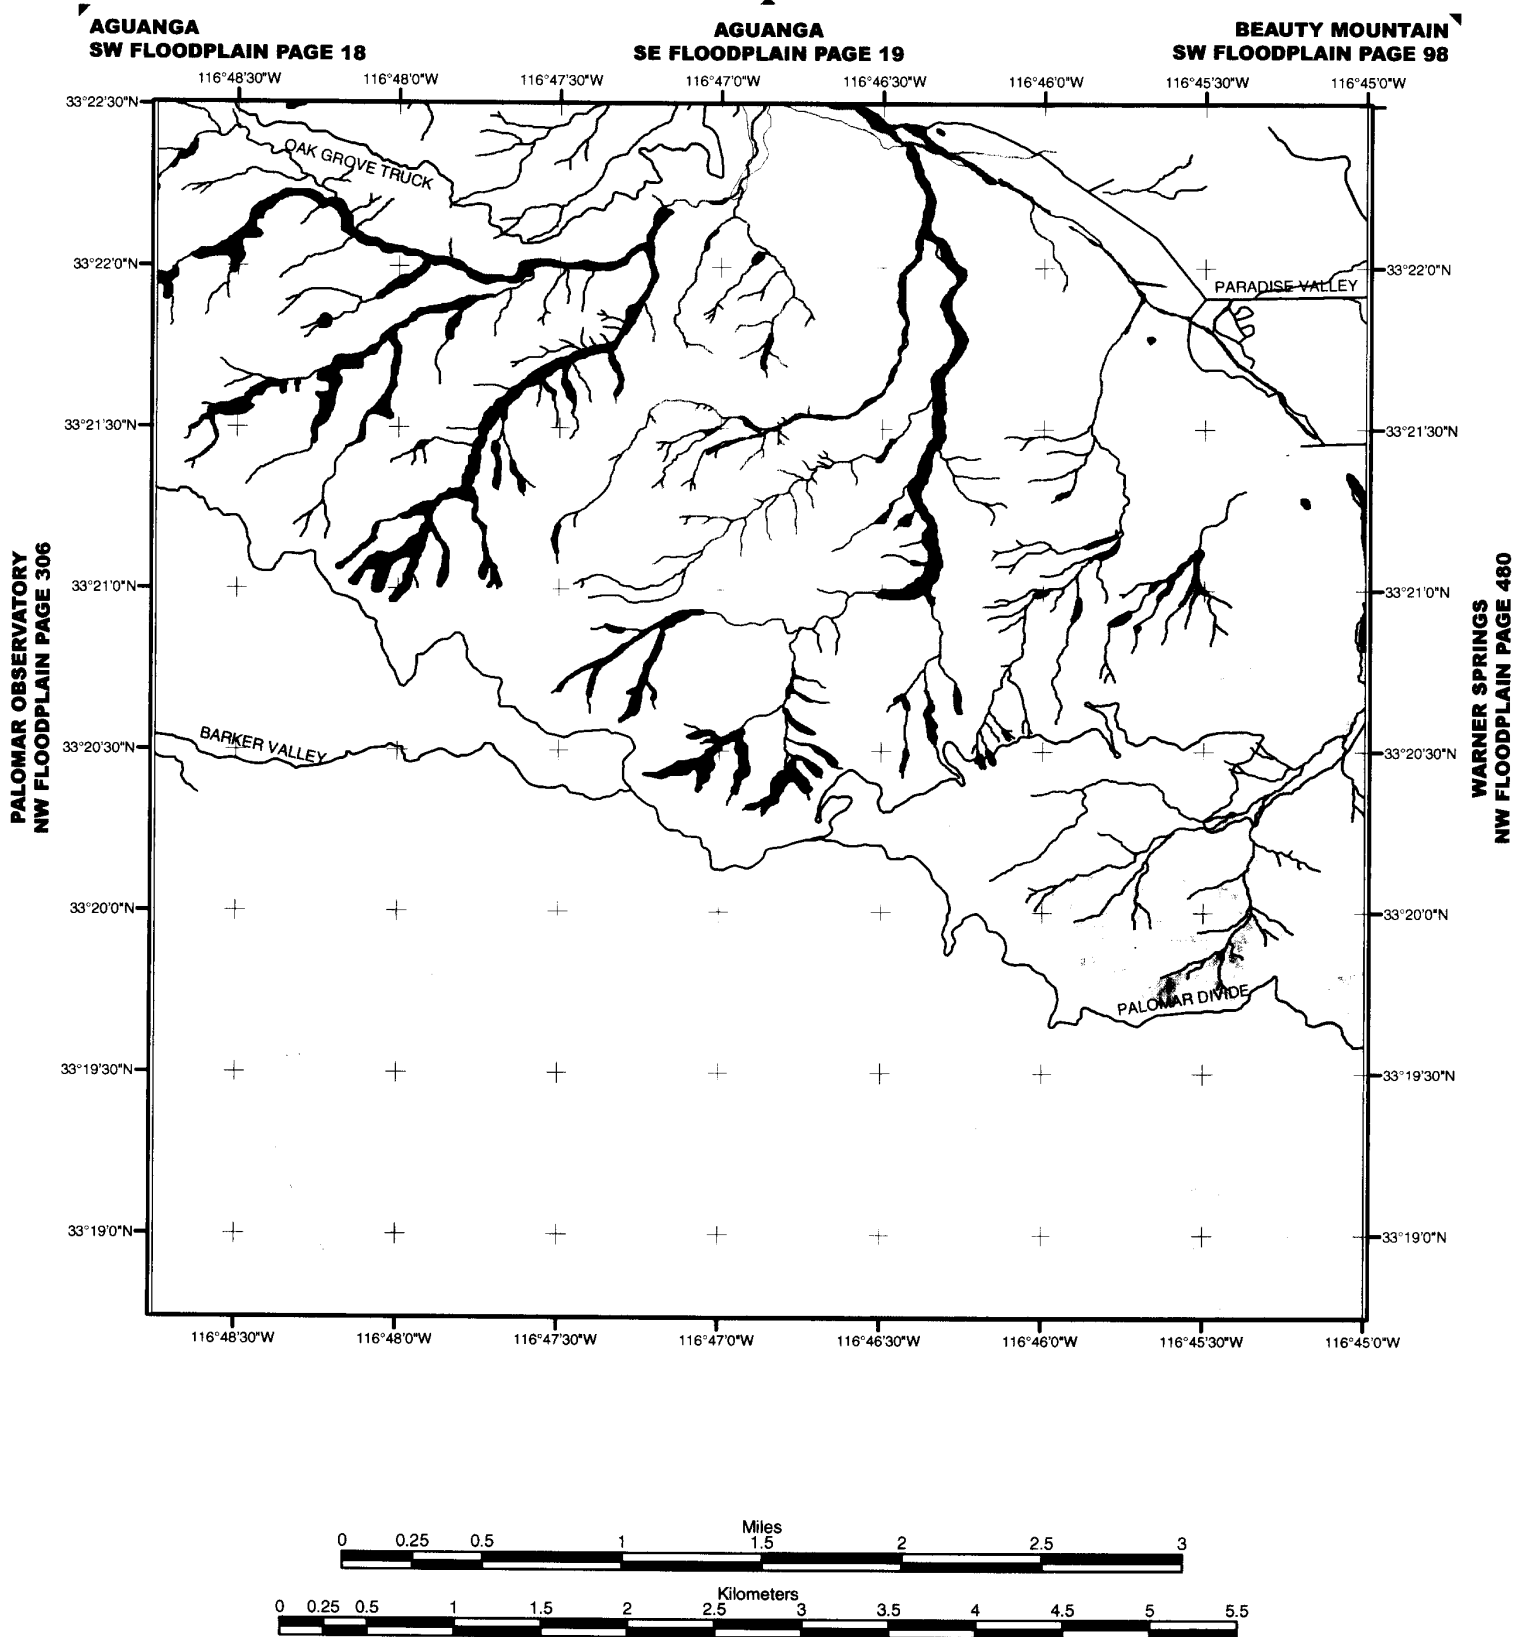 AGUANGA
SW FLOODPLAIN PAGE 18
AGUANGA
SE FLOODPLAIN PAGE 19
BEAUTY MOUNTAIN
SW FLOODPLAIN PAGE 98
116°48'30"W 116°48'0"W 116°47'30"W 116°47'0"W 116°46'30"W 116°46'0"W 116°45'30"W 116°45'0"W
33°22'30"N
OAK GROVE TRUCK
33°22'0"N 33°22'0"N
PARADISE VALLEY
33°21'30"N 33°21'30"N
33°21'0"N 33°21'0"N
PALOMAR OBSERVATORY
NW FLOODPLAIN PAGE 306
WARNER SPRINGS
NW FLOODPLAIN PAGE 480
BARKER VALLEY
33°20'30"N 33°20'30"N
33°20'0"N 33°20'0"N
PALOMAR DIVIDE
33°19'30"N 33°19'30"N
33°19'0"N 33°19'0"N
116°48'30"W 116°48'0"W 116°47'30"W 116°47'0"W 116°46'30"W 116°46'0"W 116°45'30"W 116°45'0"W
Miles
0 0.25 0.5 1 1.5 2 2.5 3
Kilometers
0 0.25 0.5 1 1.5 2 2.5 3 3.5 4 4.5 5 5.5